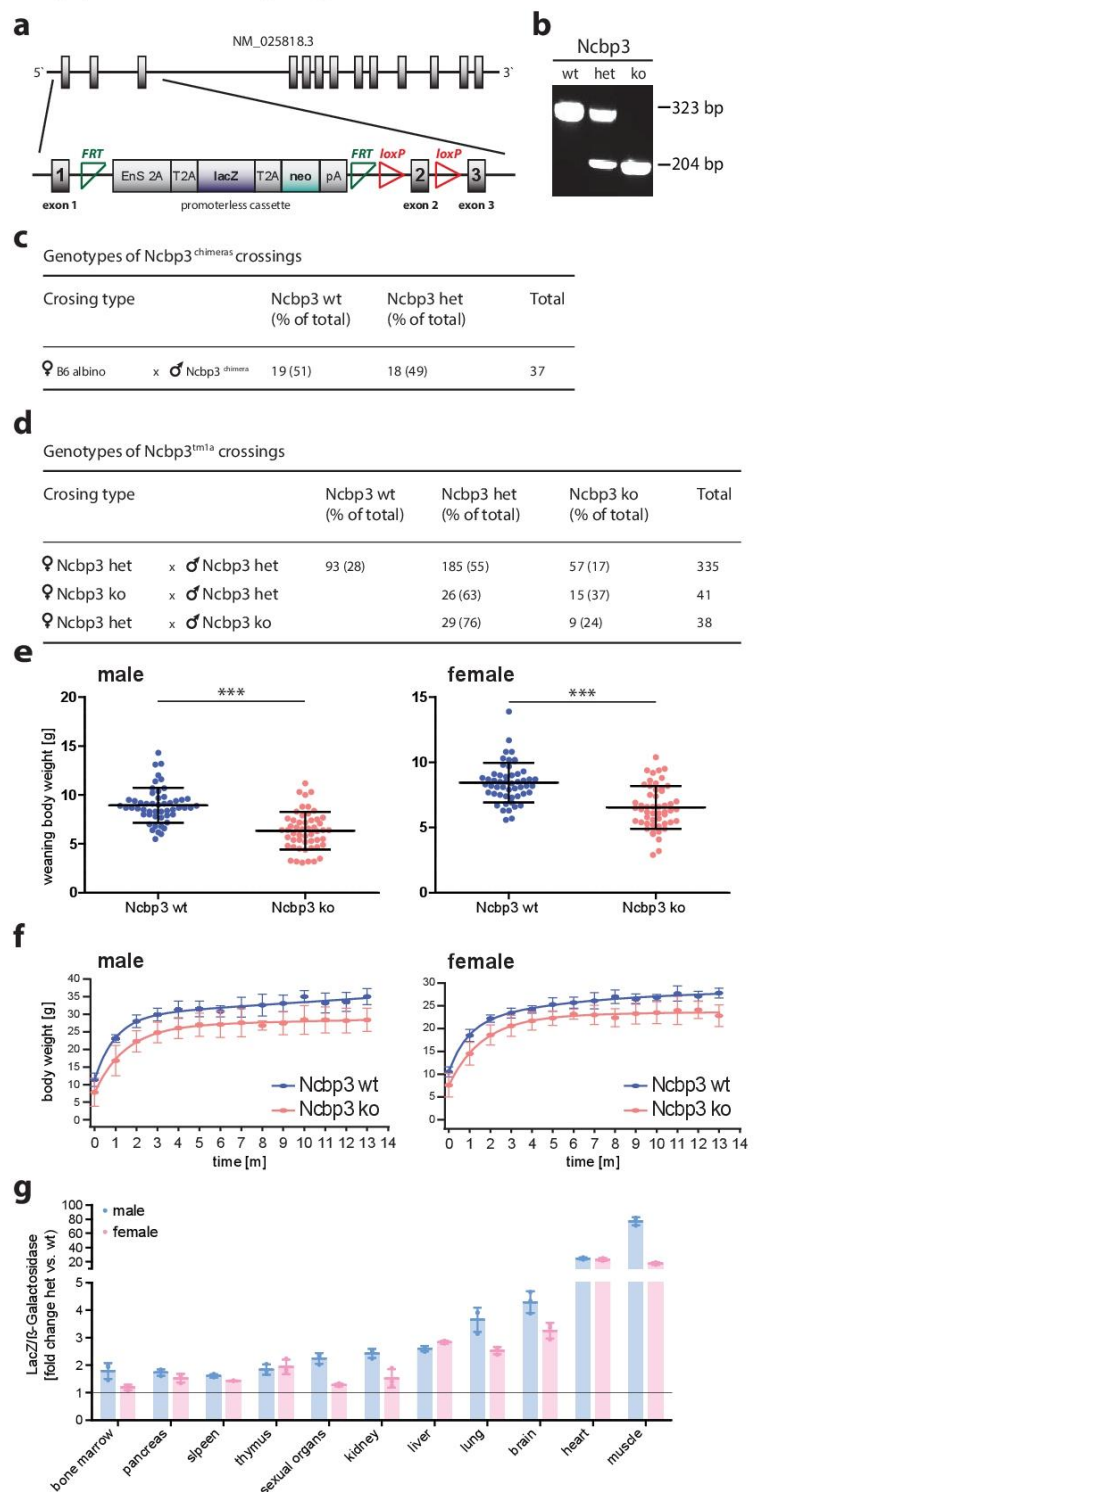 a
NM_025818.3
5` 3`
FRT FRT loxP loxP
1 EnS 2A T2A lacZ T2A neo pA 2 3
exon 1 promoterless cassette exon 2 exon 3
b
Ncbp3
wt het ko
323 bp
204 bp
c
Genotypes of Ncbp3 chimeras crossings
Crosing type Ncbp3 wt Ncbp3 het Total
(% of total) (% of total)
♀ B6 albino x ♂ Ncbp3 chimera 19 (51) 18 (49) 37
d
Genotypes of Ncbp3tm1a crossings
Crosing type Ncbp3 wt Ncbp3 het Ncbp3 ko Total
(% of total) (% of total) (% of total)
♀ Ncbp3 het x ♂ Ncbp3 het 93 (28) 185 (55) 57 (17) 335
♀ Ncbp3 ko x ♂ Ncbp3 het 26 (63) 15 (37) 41
♀ Ncbp3 het x ♂ Ncbp3 ko 29 (76) 9 (24) 38
e
male
weaning body weight [g]
20
15
10
5
0
***
Ncbp3 wt Ncbp3 ko
female
15
10
5
0
***
Ncbp3 wt Ncbp3 ko
f
male
body weight [g]
40
35
30
25
20
15
10
5
0
Ncbp3 wt
Ncbp3 ko
0 1 2 3 4 5 6 7 8 9 10 11 12 13 14
time [m]
female
30
25
20
15
10
5
0
Ncbp3 wt
Ncbp3 ko
0 1 2 3 4 5 6 7 8 9 10 11 12 13 14
time [m]
g
LacZ/ß-Galactosidase
[fold change het vs. wt)
100
80
60
40
20
5
4
3
2
1
0
male
female
bone marrow
pancreas
slpeen
thymus
sexual organs
kidney
liver
lung
brain
heart
muscle